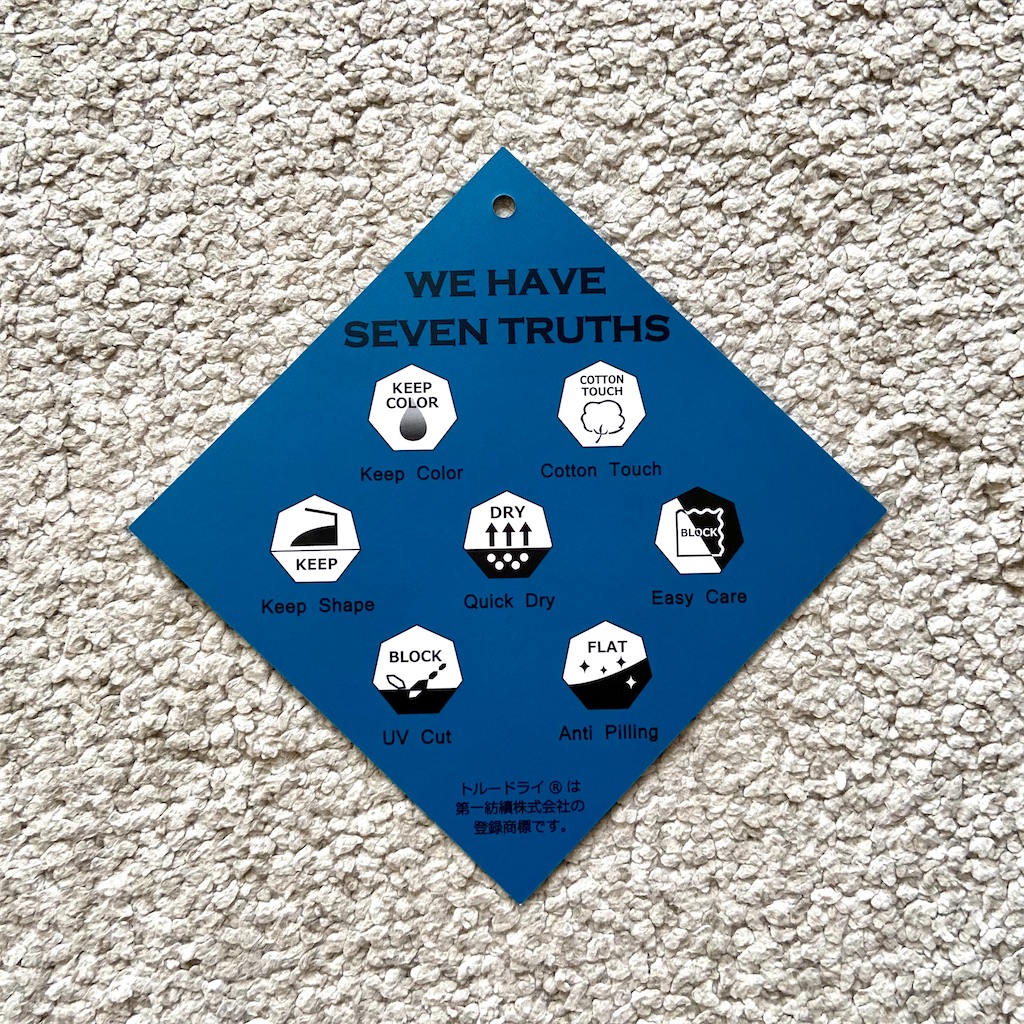 WE HAVE
SEVEN TRUTHS
KEEP
COLOR
Keep Color
COTTON
TOUCH
Cotton Touch
KEEP
Keep Shape
DRY
Quick Dry
BLOCK
Easy Care
BLOCK
UV Cut
FLAT
Anti Pilling
トルードライ ® は
第一紡績株式会社の
登録商標です。